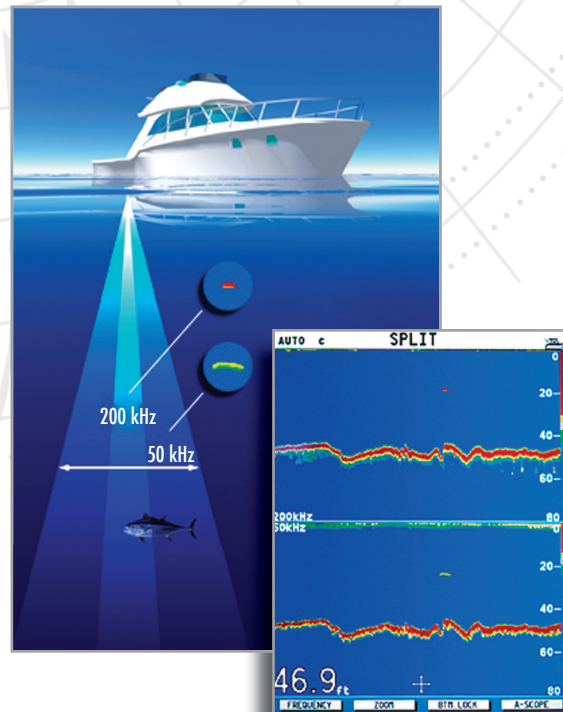 200 kHz
50 kHz
AUTO c SPLIT
0
20
40
60
200kHz 80
50kHz 0
20
40
60
46.9ft 80
FREQUENCY ZOOM BTM.LOCK A-SCOPE